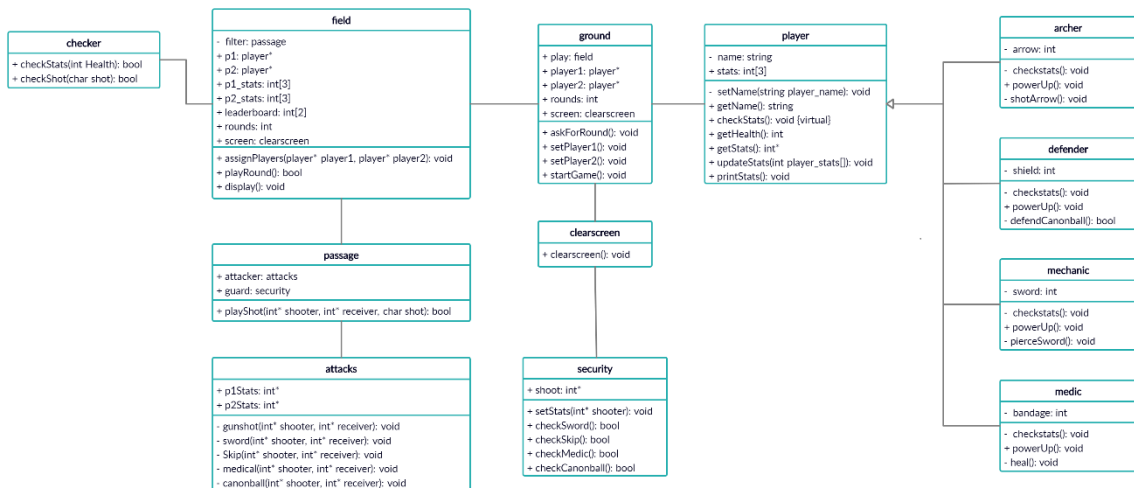 checker
+ checkStats(int Health): bool
+ checkShot(char shot): bool
field
- filter: passage
+ p1: player*
+ p2: player*
+ p1_stats: int[3]
+ p2_stats: int[3]
+ leaderboard: int[2]
+ rounds: int
+ screen: clearscreen
+ assignPlayers(player* player1, player* player2): void
+ playRound(): bool
+ display(): void
passage
+ attacker: attacks
+ guard: security
+ playShot(int* shooter, int* receiver, char shot): bool
attacks
+ p1Stats: int*
+ p2Stats: int*
- gunshot(int* shooter, int* receiver): void
- sword(int* shooter, int* receiver): void
- Skip(int* shooter, int* receiver): void
- medical(int* shooter, int* receiver): void
- canonball(int* shooter, int* receiver): void
ground
+ play: field
+ player1: player*
+ player2: player*
+ rounds: int
+ screen: clearscreen
+ askForRound(): void
+ setPlayer1(): void
+ setPlayer2(): void
+ startGame(): void
clearscreen
+ clearscreen(): void
security
+ shoot: int*
+ setStats(int* shooter): void
+ checkSword(): bool
+ checkSkip(): bool
+ checkMedic(): bool
+ checkCanonball(): bool
player
- name: string
+ stats: int[3]
- setName(string player_name): void
+ getName(): string
+ checkStats(): void {virtual}
+ getHealth(): int
+ getStats(): int*
+ updateStats(int player_stats[]): void
+ printStats(): void
archer
- arrow: int
- checkstats(): void
+ powerUp(): void
- shotArrow(): void
defender
- shield: int
- checkstats(): void
+ powerUp(): void
- defendCanonball(): bool
mechanic
- sword: int
- checkstats(): void
+ powerUp(): void
- pierceSword(): void
medic
- bandage: int
- checkstats(): void
+ powerUp(): void
- heal(): void